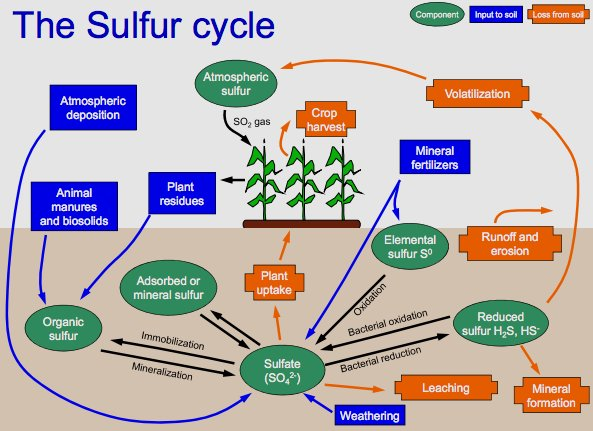 The Sulfur cycle
Component
Input to soil
Loss from soil
Atmospheric
sulfur
Volatilization
Atmospheric
deposition
SO₂ gas
Crop
harvest
Mineral
fertilizers
Animal
manures
and biosolids
Plant
residues
Elemental
sulfur S⁰
Runoff and
erosion
Adsorbed or
mineral sulfur
Plant
uptake
Oxidation
Organic
sulfur
Immobilization
Mineralization
Bacterial oxidation
Bacterial reduction
Reduced
sulfur H₂S, HS⁻
Sulfate
(SO₄²⁻)
Leaching
Mineral
formation
Weathering